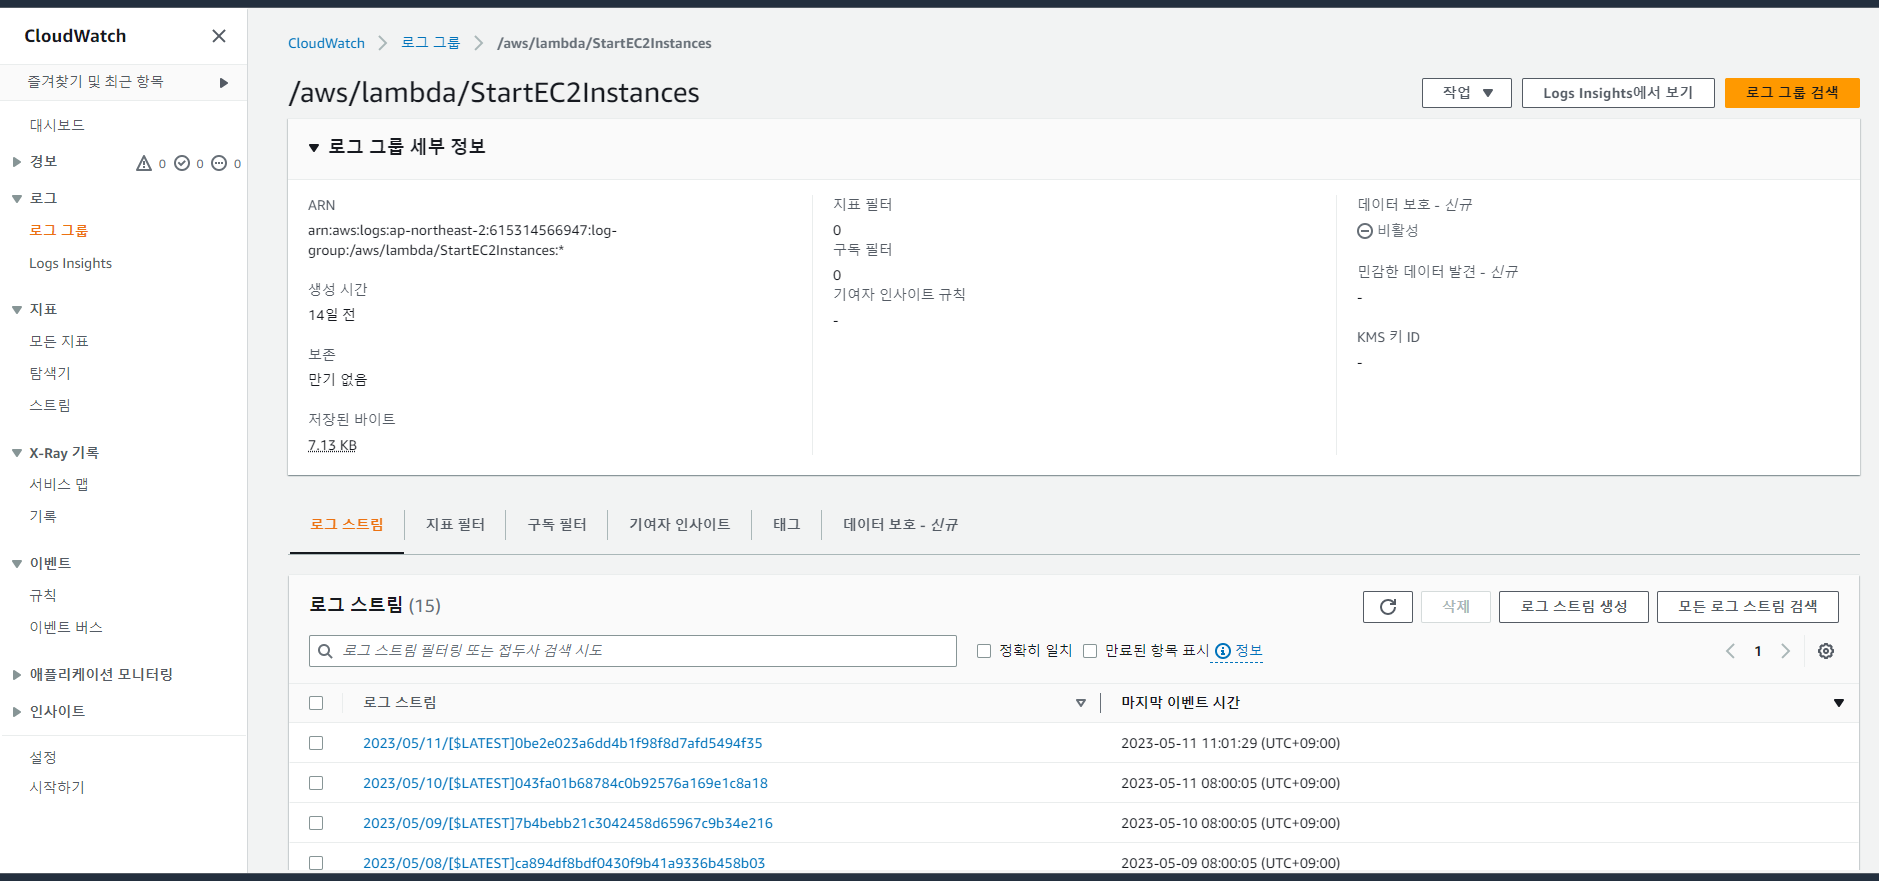 CloudWatch
즐겨찾기 및 최근 항목
대시보드
경보 0 0 0
로그
로그 그룹
Logs Insights
지표
모든 지표
탐색기
스트림
X-Ray 기록
서비스 맵
기록
이벤트
규칙
이벤트 버스
애플리케이션 모니터링
인사이트
설정
시작하기
CloudWatch 로그 그룹 /aws/lambda/StartEC2Instances
/aws/lambda/StartEC2Instances
작업 Logs Insights에서 보기 로그 그룹 검색
로그 그룹 세부 정보
ARN
arn:aws:logs:ap-northeast-2:615314566947:log-
group:/aws/lambda/StartEC2Instances:*
생성 시간
14일 전
보존
만기 없음
저장된 바이트
7.13 KB
지표 필터
0
구독 필터
0
기여자 인사이트 규칙
-
데이터 보호 - 신규
비활성
민감한 데이터 발견 - 신규
-
KMS 키 ID
-
로그 스트림 지표 필터 구독 필터 기여자 인사이트 태그 데이터 보호 - 신규
로그 스트림 (15)
삭제 로그 스트림 생성 모든 로그 스트림 검색
로그 스트림 필터링 또는 접두사 검색 시도 정확히 일치 만료된 항목 표시 정보 1
로그 스트림 마지막 이벤트 시간
2023/05/11/[$LATEST]0be2e023a6dd4b1f98f8d7afd5494f35 2023-05-11 11:01:29 (UTC+09:00)
2023/05/10/[$LATEST]043fa01b68784c0b92576a169e1c8a18 2023-05-11 08:00:05 (UTC+09:00)
2023/05/09/[$LATEST]7b4bebb21c3042458d65967c9b34e216 2023-05-10 08:00:05 (UTC+09:00)
2023/05/08/[$LATEST]ca894df8bdf0430f9b41a9336b458b03 2023-05-09 08:00:05 (UTC+09:00)